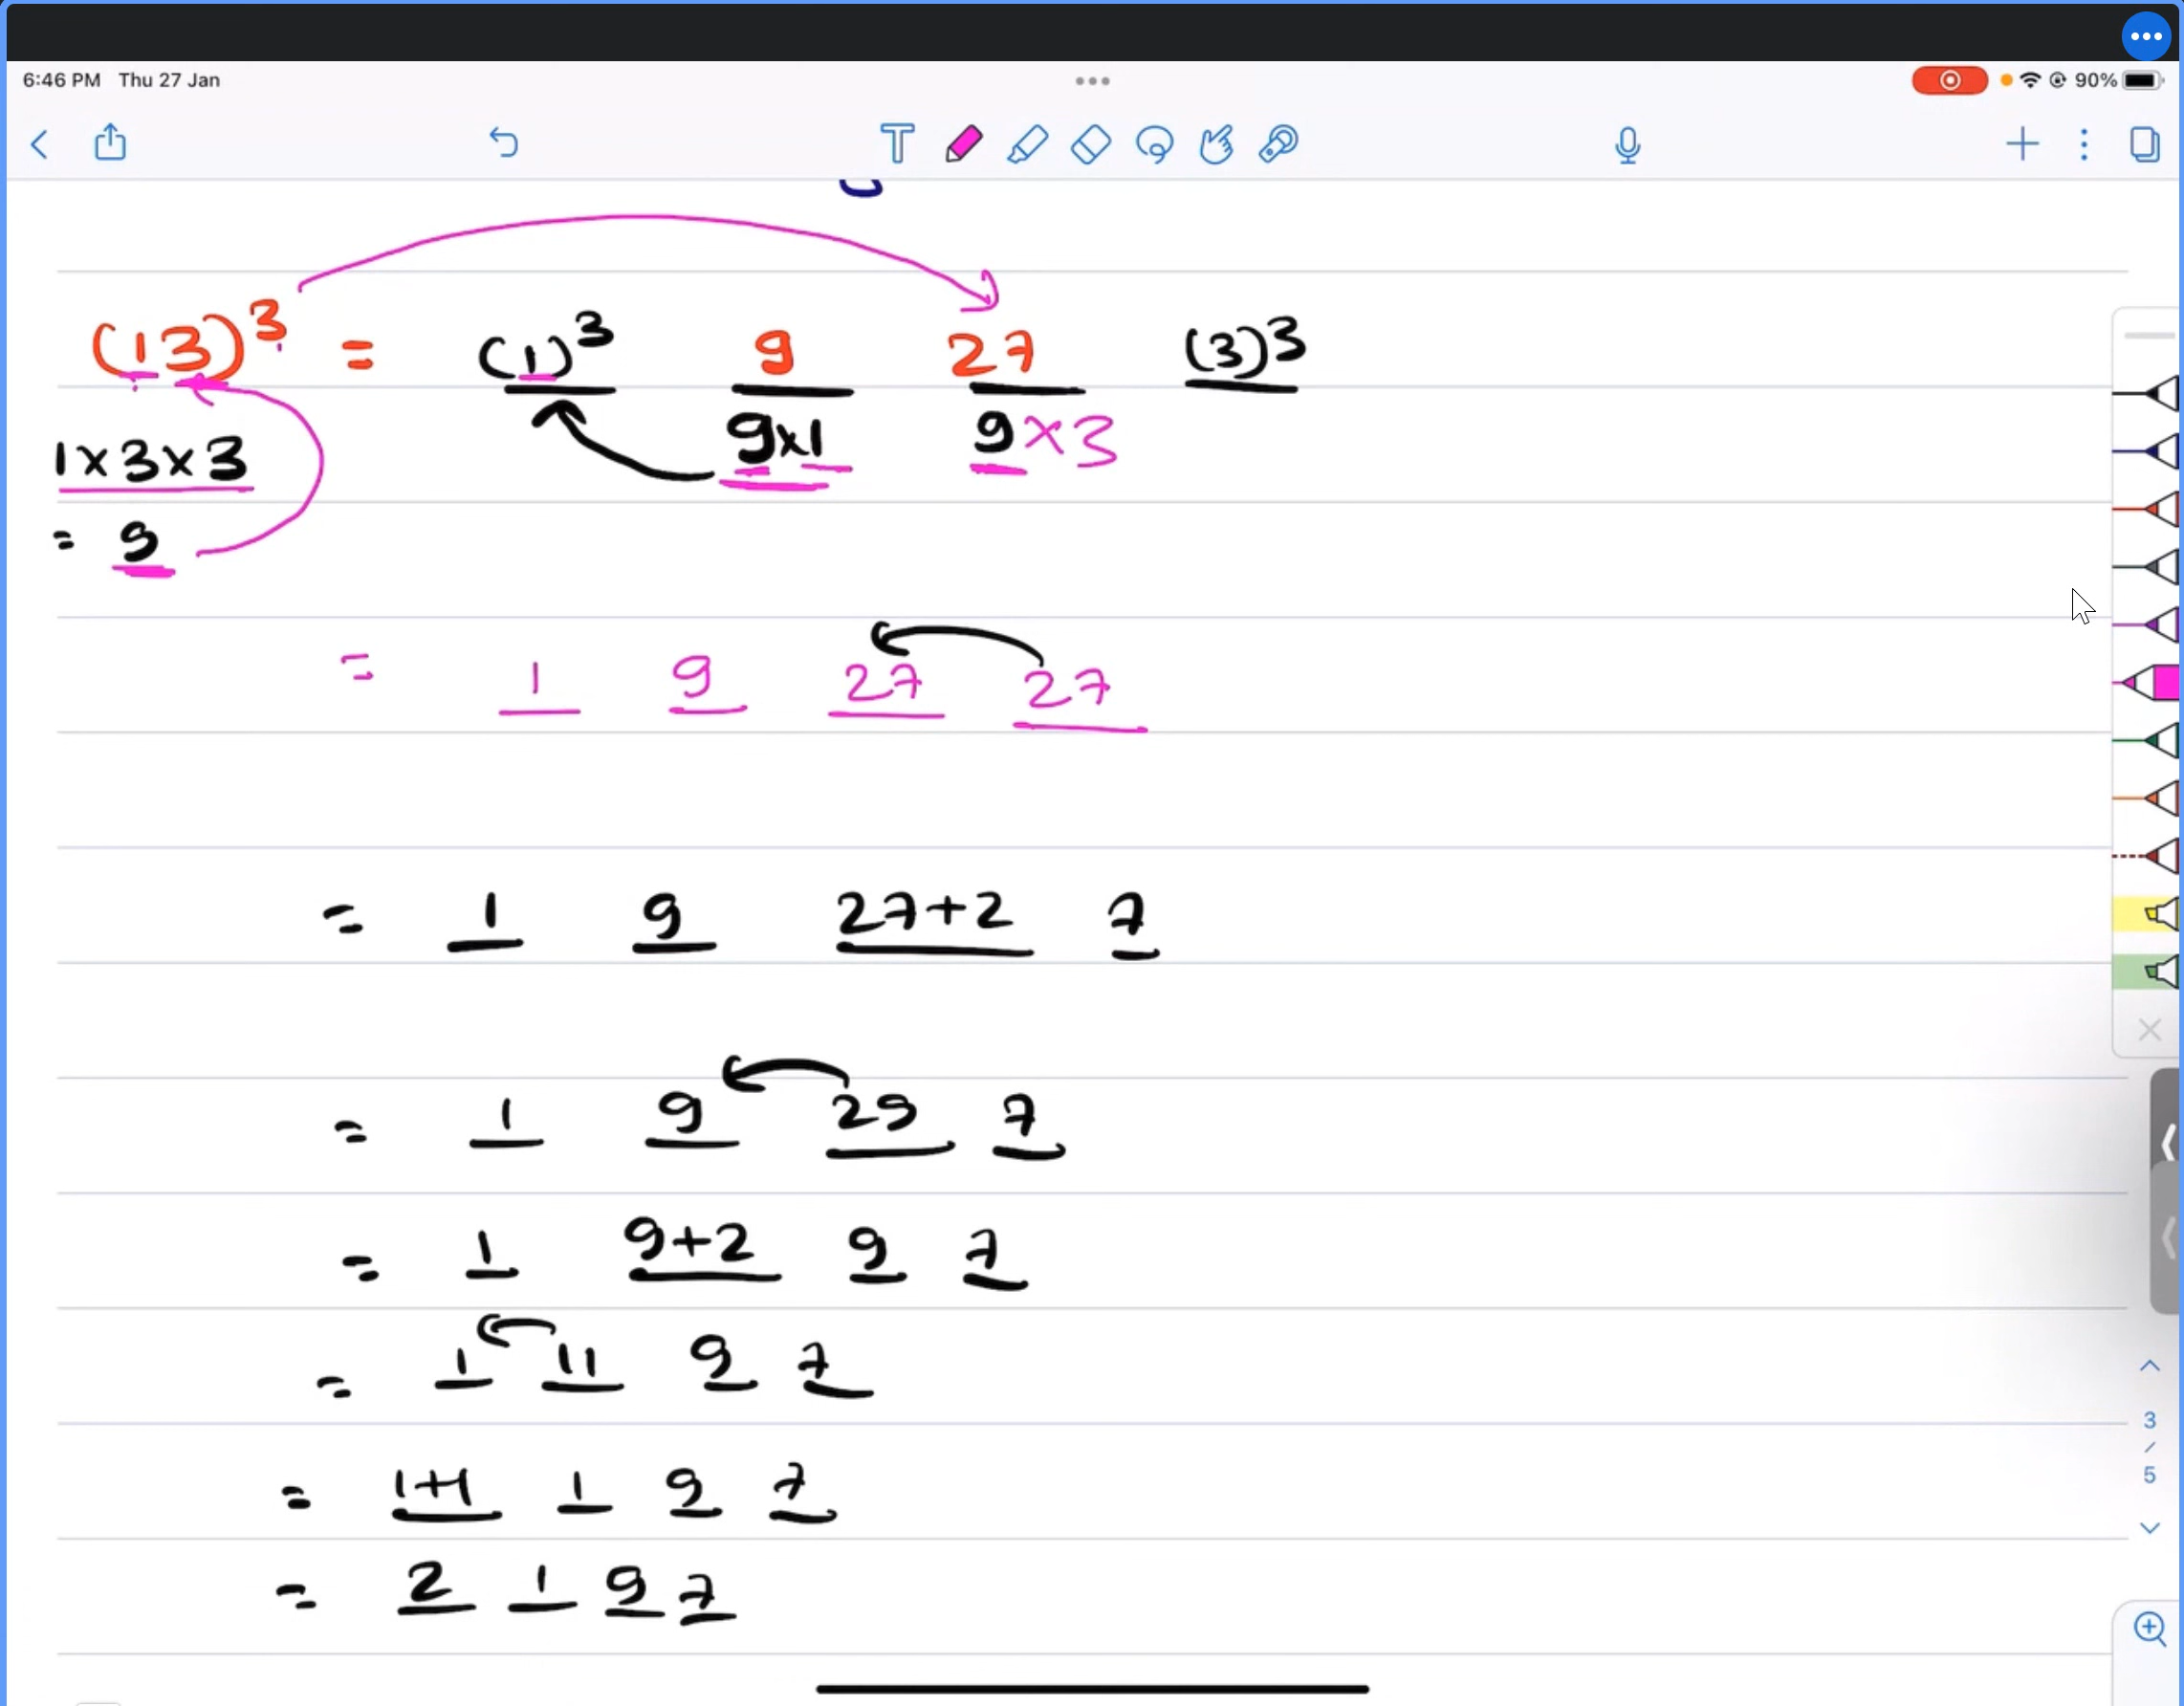 6:46 PM Thu 27 Jan 90%
(13)³ = (1)³ 9 27 (3)³
1×3×3 9×1 9×3
= 9
= 1 9 27 27
= 1 9 27+2 7
= 1 9 29 7
= 1 9+2 9 7
= 1 11 9 7
= 1+1 1 9 7
= 2 1 9 7
3
/
5